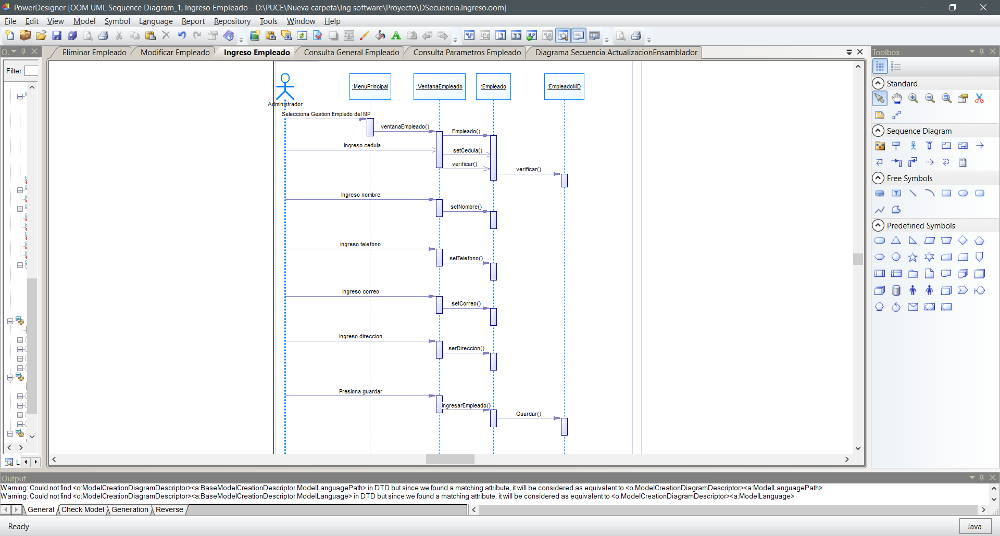 PowerDesigner [OOM UML Sequence Diagram_1, Ingreso Empleado - D:\PUCE\Nueva carpeta\Ing software\Proyecto\DSecuencia.Ingreso.oom]
File Edit View Model Symbol Language Report Repository Tools Window Help
O.
Eliminar Empleado Modificar Empleado Ingreso Empleado Consulta General Empleado Consulta Parametros Empleado Diagrama Secuencia ActualizacionEnsamblador
Toolbox
Filter:
Standard
Sequence Diagram
Free Symbols
Predefined Symbols
:MenuPrincipal :VentanaEmpleado :Empleado :EmpleadoMD
Administrador
Selecciona Gestion Empledo del MP
ventanaEmpleado()
Empleado()
Ingreso cedula
setCedula()
verificar()
verificar()
Ingreso nombre
setNombre()
Ingreso telefono
setTelefono()
Ingreso correo
setCorreo()
Ingreso direccion
serDireccion()
Presiona guardar
IngresarEmpleado()
Guardar()
L
Output
Warning: Could not find <o:ModelCreationDiagramDescriptor><a:BaseModelCreationDescriptor.ModelLanguagePath> in DTD but since we found a matching attribute, it will be considered as equivalent to <o:ModelCreationDiagramDescriptor><a:ModelLanguagePath>
Warning: Could not find <o:ModelCreationDiagramDescriptor><a:BaseModelCreationDescriptor.ModelLanguage> in DTD but since we found a matching attribute, it will be considered as equivalent to <o:ModelCreationDiagramDescriptor><a:ModelLanguage>
General Check Model Generation Reverse
Ready
Java